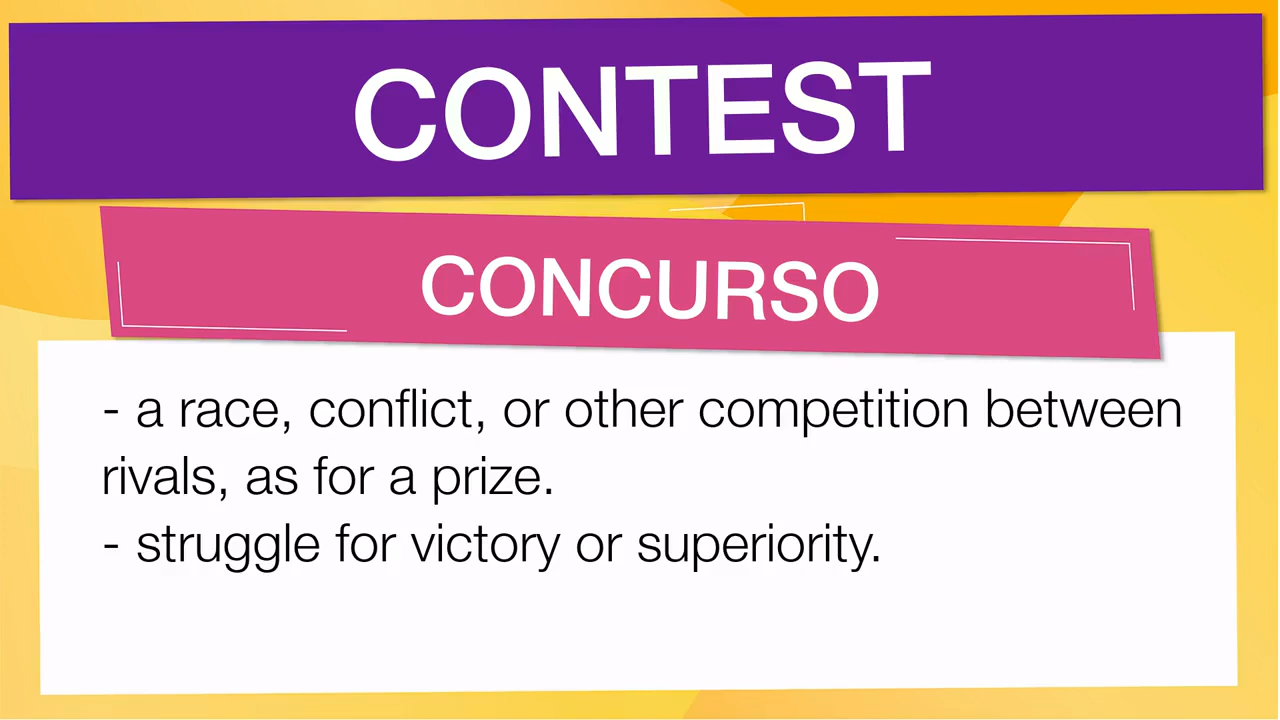 CONTEST
CONCURSO
- a race, conflict, or other competition between
rivals, as for a prize.
- struggle for victory or superiority.